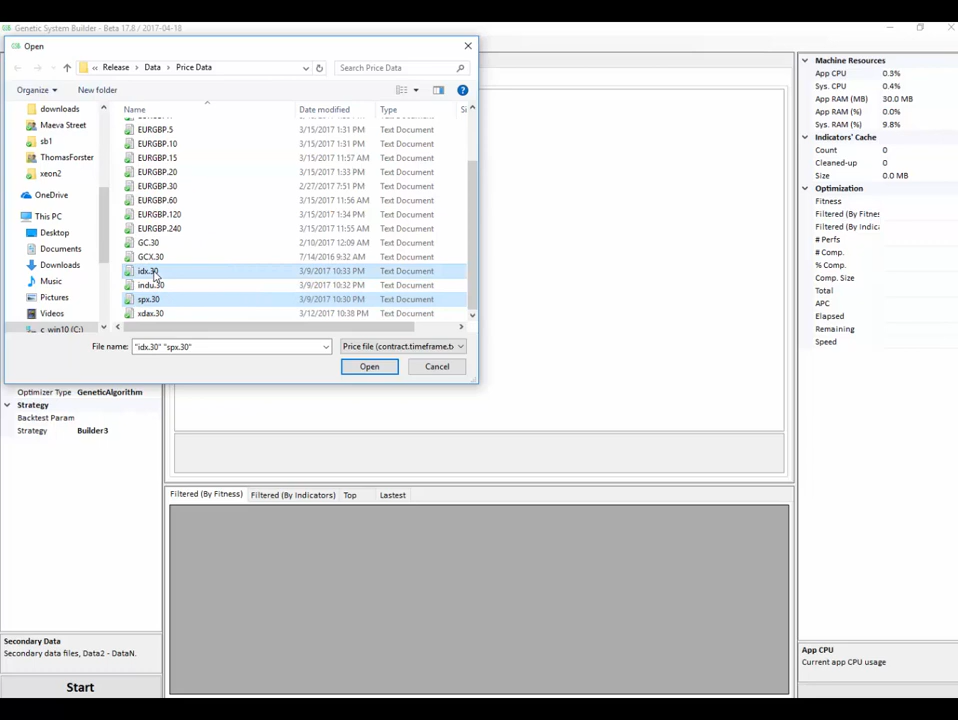 Genetic System Builder - Beta 17.8 / 2017-04-18
Open
« Release › Data › Price Data
Search Price Data
Organize
New folder
Name
Date modified
Type
downloads
Maeva Street
sb1
ThomasForster
xeon2
OneDrive
This PC
Desktop
Documents
Downloads
Music
Pictures
Videos
c_win10 (C:)
EURGBP.5 3/15/2017 1:31 PM Text Document
EURGBP.10 3/15/2017 1:31 PM Text Document
EURGBP.15 3/15/2017 11:57 AM Text Document
EURGBP.20 3/15/2017 1:33 PM Text Document
EURGBP.30 2/27/2017 7:51 PM Text Document
EURGBP.60 3/15/2017 11:56 AM Text Document
EURGBP.120 3/15/2017 1:34 PM Text Document
EURGBP.240 3/15/2017 11:55 AM Text Document
GC.30 2/10/2017 12:09 AM Text Document
GCX.30 7/14/2016 9:32 AM Text Document
idx.30 3/9/2017 10:33 PM Text Document
indu.30 3/9/2017 10:32 PM Text Document
spx.30 3/9/2017 10:30 PM Text Document
xdax.30 3/12/2017 10:38 PM Text Document
File name: "idx.30" "spx.30"
Price file (contract.timeframe.b
Open
Cancel
Optimizer Type GeneticAlgorithm
Strategy
Backtest Param
Strategy Builder3
Secondary Data
Secondary data files, Data2 - DataN.
Start
Filtered (By Fitness)
Filtered (By Indicators)
Top
Lastest
Machine Resources
App CPU 0.3%
Sys. CPU 0.4%
App RAM (MB) 30.0 MB
App RAM (%) 0.0%
Sys. RAM (%) 9.8%
Indicators' Cache
Count 0
Cleaned-up 0
Size 0.0 MB
Optimization
Fitness
Filtered (By Fitnes
Filtered (By Indica
# Perfs
# Comp.
% Comp.
Comp. Size
Total
APC
Elapsed
Remaining
Speed
App CPU
Current app CPU usage